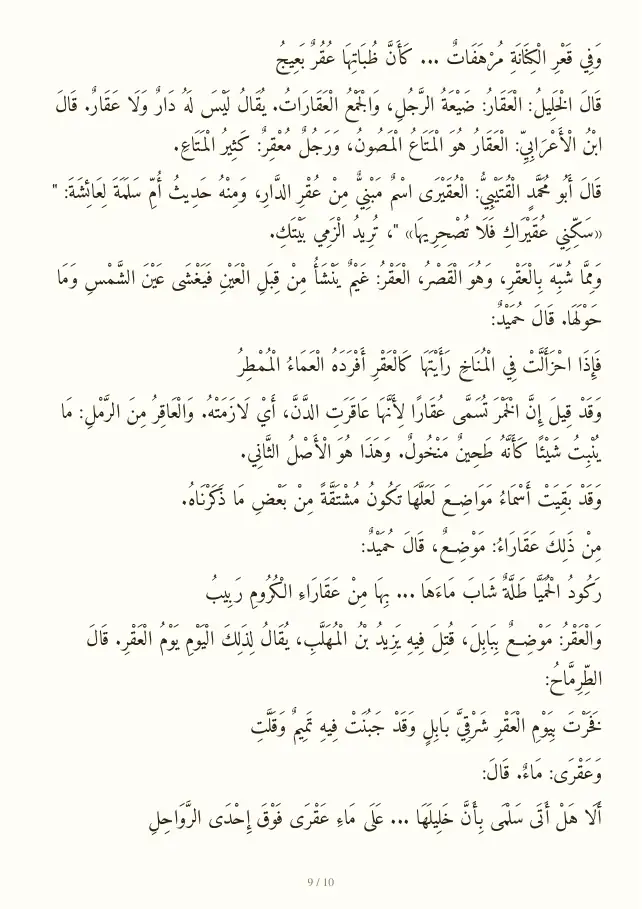 وَفِي قَعْرِ الْكِنَانَةِ مُرْهَفَاتٌ ... كَأَنَّ ظُبَاتِهَا عُقُرٌ بَعِيجُ
قَالَ الْخَلِيلُ: الْعَقَارُ: ضَيْعَةُ الرَّجُلِ، وَالْجَمْعُ الْعَقَارَاتُ. يُقَالُ لَيْسَ لَهُ دَارٌ وَلَا عَقَارٌ. قَالَ
ابْنُ الْأَعْرَابِيِّ: الْعَقَارُ هُوَ الْمَتَاعُ الْمَصُونُ، وَرَجُلٌ مُعْقِرٌ: كَثِيرُ الْمَتَاعِ.
قَالَ أَبُو مُحَمَّدٍ الْقُتَيْبِيُّ: الْعُقَيْرَى اسْمٌ مَبْنِيٌّ مِنْ عُقْرِ الدَّارِ، وَمِنْهُ حَدِيثُ أُمِّ سَلَمَةَ لِعَائِشَةَ: "
«سَكِّنِي عُقَيْرَاكِ فَلَا تُصْحِرِيهَا» "، تُرِيدُ الْزَمِي بَيْتَكِ.
وَمِمَّا شُبِّهَ بِالْعَقْرِ، وَهُوَ الْقَصْرُ، الْعَقْرُ: غَيْمٌ يَنْشَأُ مِنْ قِبَلِ الْعَيْنِ فَيَغْشَى عَيْنَ الشَّمْسِ وَمَا
حَوْلَهَا. قَالَ حُمَيْدٌ:
فَإِذَا احْزَأَلَّتْ فِي الْمُنَاخِ رَأَيْتَهَا كَالْعَقْرِ أَفْرَدَهُ الْعَمَاءُ الْمُمْطِرُ
وَقَدْ قِيلَ إِنَّ الْخَمْرَ تُسَمَّى عُقَارًا لِأَنَّهَا عَاقَرَتِ الدَّنَّ، أَيْ لَازَمَتْهُ. وَالْعَاقِرُ مِنَ الرَّمْلِ: مَا
يُنْبِتُ شَيْئًا كَأَنَّهُ طَحِينٌ مَنْخُولٌ. وَهَذَا هُوَ الْأَصْلُ الثَّانِي.
وَقَدْ بَقِيَتْ أَسْمَاءُ مَوَاضِعَ لَعَلَّهَا تَكُونُ مُشْتَقَّةً مِنْ بَعْضِ مَا ذَكَرْنَاهُ.
مِنْ ذَلِكَ عَقَارَاءُ: مَوْضِعٌ، قَالَ حُمَيْدٌ:
رَكُودُ الْحُمَيَّا طَلَّةٌ شَابَ مَاءَهَا ... بِهَا مِنْ عَقَارَاءِ الْكُرُومِ رَبِيبُ
وَالْعَقْرُ: مَوْضِعٌ بِبَابِلَ، قُتِلَ فِيهِ يَزِيدُ بْنُ الْمُهَلَّبِ، يُقَالُ لِذَلِكَ الْيَوْمِ يَوْمُ الْعَقْرِ. قَالَ
الطِّرِمَّاحُ:
فَخَرْتَ بِيَوْمِ الْعَقْرِ شَرْقِيَّ بَابِلٍ وَقَدْ جَبُنَتْ فِيهِ تَمِيمٌ وَقَلَّتِ
وَعَقْرَى: مَاءٌ. قَالَ:
أَلَا هَلْ أَتَى سَلْمَى بِأَنَّ خَلِيلَهَا ... عَلَى مَاءِ عَقْرَى فَوْقَ إِحْدَى الرَّوَاحِلِ
9 / 10